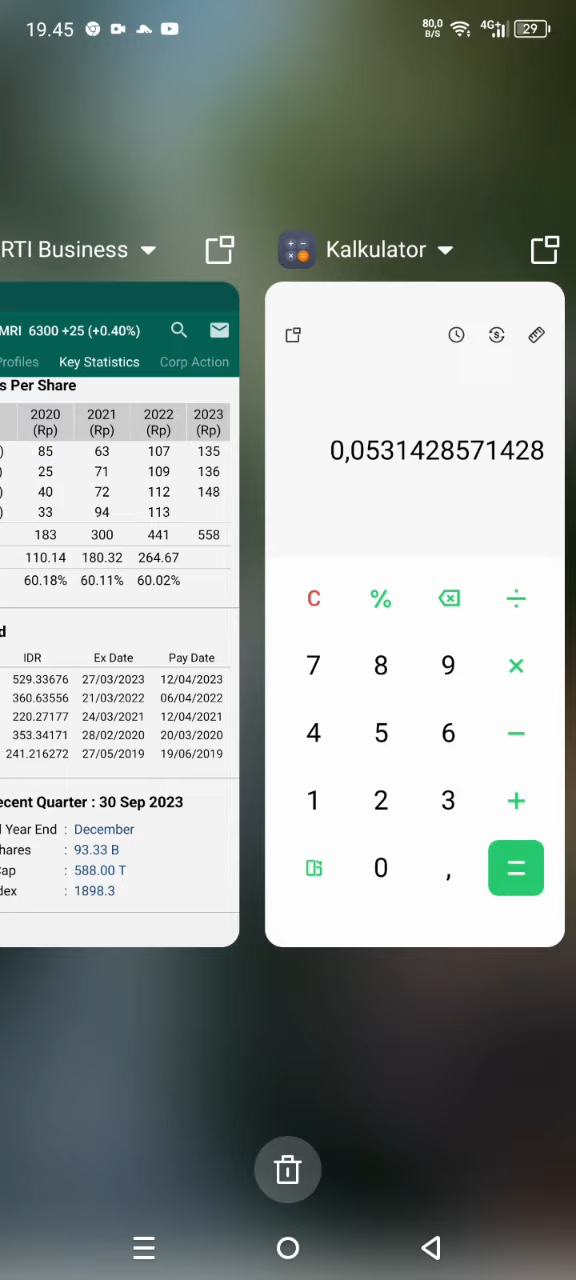 19.45 80,0 B/S 4G+ 29
RTI Business
Kalkulator
MRI 6300 +25 (+0.40%)
Profiles Key Statistics Corp Action
s Per Share
2020 (Rp) 2021 (Rp) 2022 (Rp) 2023 (Rp)
) 85 63 107 135
) 25 71 109 136
) 40 72 112 148
) 33 94 113
183 300 441 558
110.14 180.32 264.67
60.18% 60.11% 60.02%
d
IDR Ex Date Pay Date
529.33676 27/03/2023 12/04/2023
360.63556 21/03/2022 06/04/2022
220.27177 24/03/2021 12/04/2021
353.34171 28/02/2020 20/03/2020
241.216272 27/05/2019 19/06/2019
ecent Quarter : 30 Sep 2023
l Year End : December
hares : 93.33 B
ap : 588.00 T
dex : 1898.3
0,0531428571428
C % ÷
7 8 9 ×
4 5 6 −
1 2 3 +
0 , =